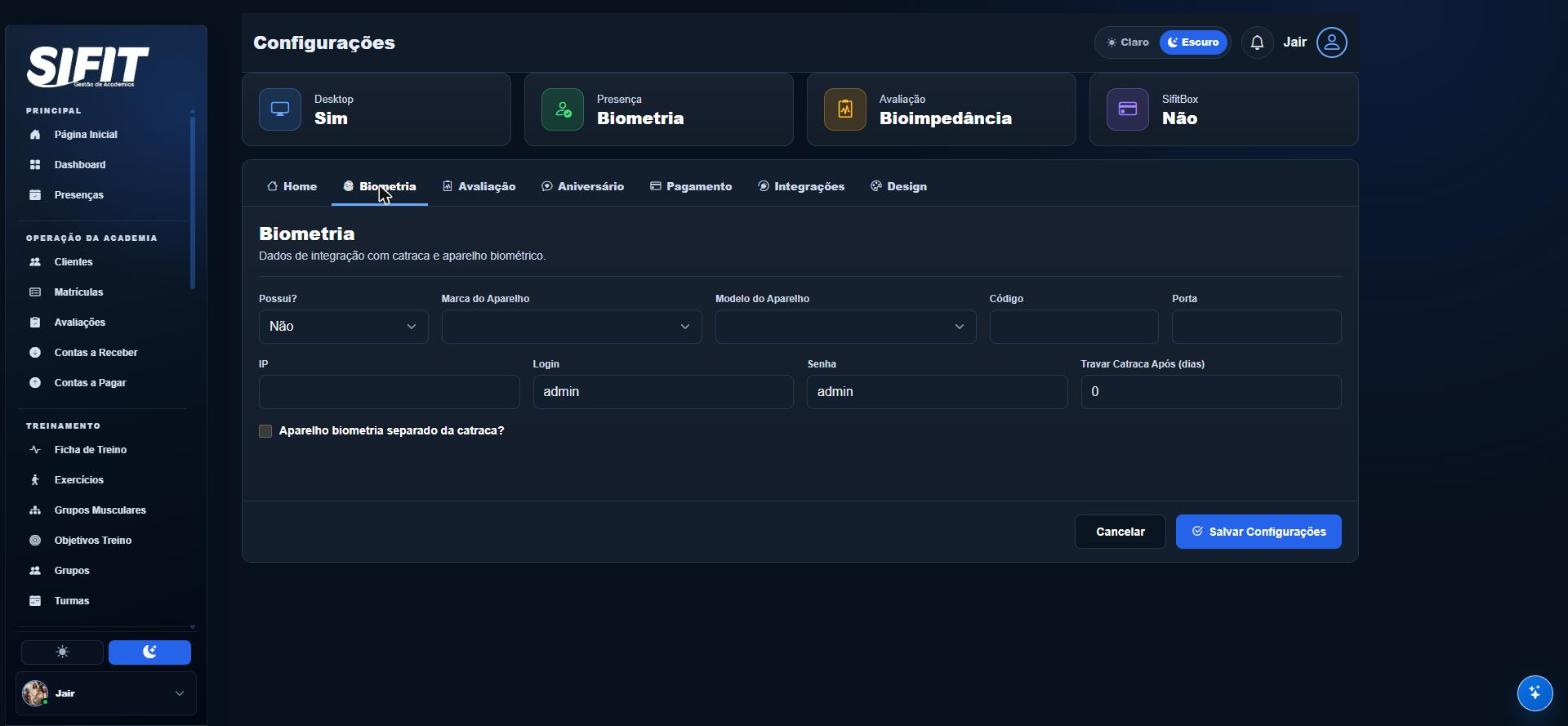 SIFIT
Gestão de Academias
PRINCIPAL
Página Inicial
Dashboard
Presenças
OPERAÇÃO DA ACADEMIA
Clientes
Matrículas
Avaliações
Contas a Receber
Contas a Pagar
TREINAMENTO
Ficha de Treino
Exercícios
Grupos Musculares
Objetivos Treino
Grupos
Turmas
Jair
Configurações
Claro Escuro Jair
Desktop
Sim
Presença
Biometria
Avaliação
Bioimpedância
SifitBox
Não
Home Biometria Avaliação Aniversário Pagamento Integrações Design
Biometria
Dados de integração com catraca e aparelho biométrico.
Possui? Marca do Aparelho Modelo do Aparelho Código Porta
Não
IP Login Senha Travar Catraca Após (dias)
admin admin 0
Aparelho biometria separado da catraca?
Cancelar Salvar Configurações